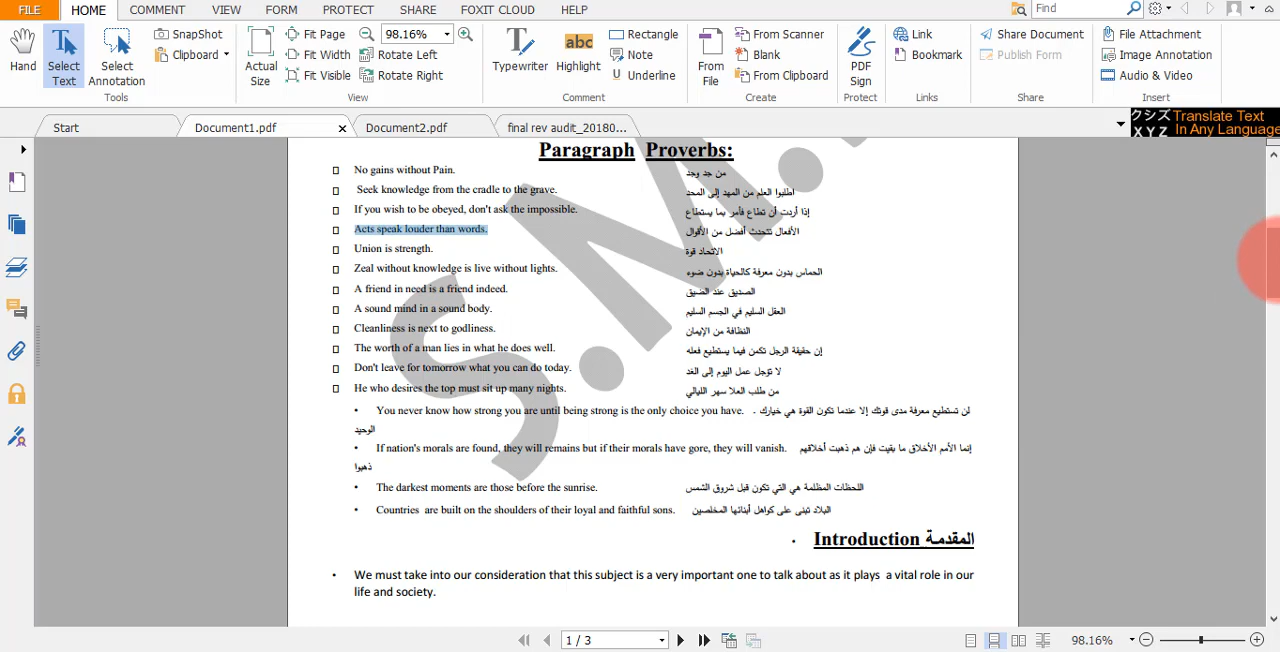 FILE HOME COMMENT VIEW FORM PROTECT SHARE FOXIT CLOUD HELP Find
Hand
Select Text
Select Annotation
SnapShot
Clipboard
Tools
Actual Size
Fit Page
Fit Width
Fit Visible
98.16%
Rotate Left
Rotate Right
View
Typewriter
Highlight
Rectangle
Note
Underline
Comment
From File
From Scanner
Blank
From Clipboard
Create
PDF Sign
Protect
Link
Bookmark
Links
Share Document
Publish Form
Share
File Attachment
Image Annotation
Audio & Video
Insert
Start Document1.pdf Document2.pdf final rev audit_20180...
クシズ Translate Text
XYZ In Any Language
S.M.
Paragraph Proverbs:
No gains without Pain. من جد وجد
Seek knowledge from the cradle to the grave. اطلبوا العلم من المهد إلى المحد
If you wish to be obeyed, don't ask the impossible. إذا أردت أن تطاع فأمر بما يستطاع
Acts speak louder than words. الأفعال تتحدث أفضل من الأقوال
Union is strength. الاتحاد قوة
Zeal without knowledge is live without lights. الحماس بدون معرفة كالحياة بدون ضوء
A friend in need is a friend indeed. الصديق عند الضيق
A sound mind in a sound body. العقل السليم في الجسم السليم
Cleanliness is next to godliness. النظافة من الإيمان
The worth of a man lies in what he does well. إن حقيقة الرجل تكمن فيما يستطيع فعله
Don't leave for tomorrow what you can do today. لا تؤجل عمل اليوم إلى الغد
He who desires the top must sit up many nights. من طلب العلا سهر الليالي
• You never know how strong you are until being strong is the only choice you have. لن تستطيع معرفة مدى قوتك إلا عندما تكون القوة هي خيارك .
الوحيد
• If nation's morals are found, they will remains but if their morals have gore, they will vanish. إنما الأمم الأخلاق ما بقيت فإن هم ذهبت أخلاقهم
ذهبوا
• The darkest moments are those before the sunrise. اللحظات المظلمة هي التي تكون قبل شروق الشمس
• Countries are built on the shoulders of their loyal and faithful sons. البلاد تبنى على كواهل أبنائها المخلصين
• Introduction المقدمة
• We must take into our consideration that this subject is a very important one to talk about as it plays a vital role in our
life and society.
1 / 3 98.16%